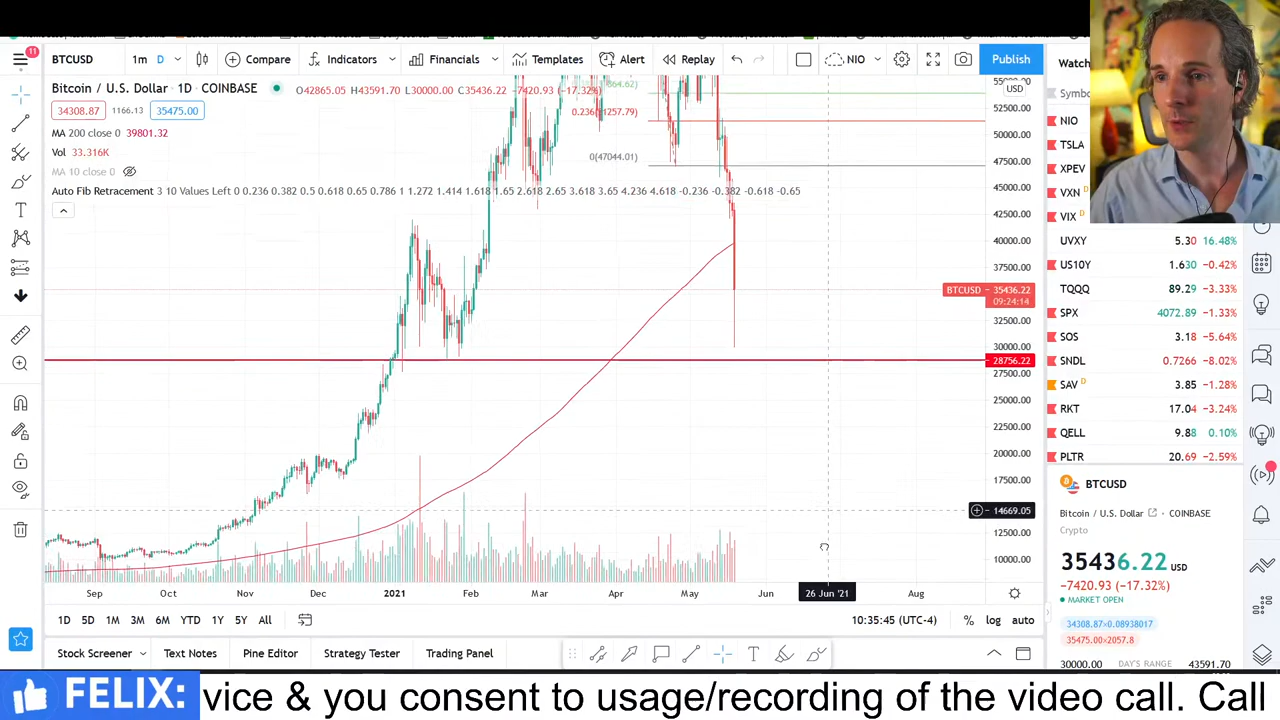 11
BTCUSD
1m
D
Compare
Indicators
Financials
Templates
Alert
Replay
NIO
Publish
Bitcoin / U.S. Dollar · 1D · COINBASE
O42865.05 H43591.70 L30000.00 C35436.22 −7420.93 (−17.32%)
34308.87 1166.13 35475.00
MA 200 close 0 39801.32
Vol 33.316K
MA 10 close 0
Auto Fib Retracement 3 10 Values Left 0 0.236 0.382 0.5 0.618 0.65 0.786 1 1.272 1.414 1.618 1.65 2.618 2.65 3.618 3.65 4.236 4.618 -0.236 -0.382 -0.618 -0.65
0(47044.01)
USD
52500.00
50000.00
47500.00
45000.00
42500.00
40000.00
37500.00
BTCUSD 35436.22
09:24:14
32500.00
30000.00
28756.22
27500.00
25000.00
22500.00
20000.00
17500.00
14669.05
12500.00
10000.00
Sep Oct Nov Dec 2021 Feb Mar Apr May Jun 26 Jun '21 Aug
1D 5D 1M 3M 6M YTD 1Y 5Y All
10:35:45 (UTC-4) % log auto
Stock Screener Text Notes Pine Editor Strategy Tester Trading Panel
Watch
Symbo
NIO
TSLA
XPEV
VXN D
VIX D
UVXY 5.30 16.48%
US10Y 1.630 −0.42%
TQQQ 89.29 −3.33%
SPX 4072.89 −1.33%
SOS 3.18 −5.64%
SNDL 0.7266 −8.02%
SAV D 3.85 −1.28%
RKT 17.04 −3.24%
QELL 9.88 0.10%
PLTR 20.69 −2.59%
BTCUSD
Bitcoin / U.S. Dollar · COINBASE
Crypto
35436.22 USD
−7420.93 (−17.32%)
MARKET OPEN
34308.87×0.08938017
35475.00×2057.8
30000.00 DAY'S RANGE 43591.70
FELIX: vice & you consent to usage/recording of the video call. Call